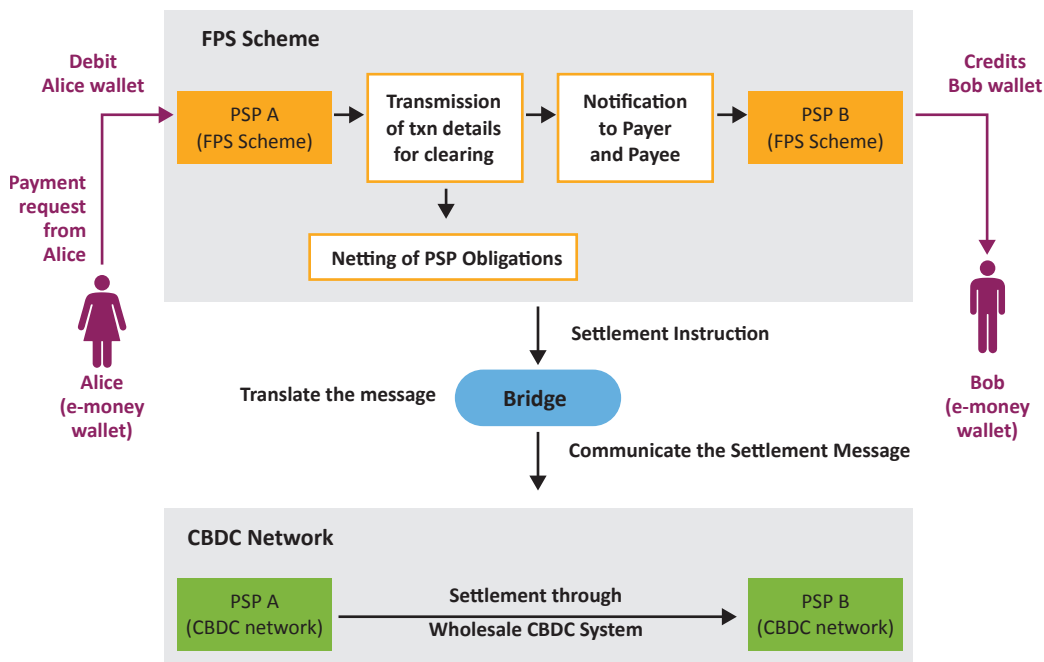 FPS Scheme
Debit
Alice wallet
Credits
Bob wallet
PSP A
(FPS Scheme)
Transmission
of txn details
for clearing
Notification
to Payer
and Payee
PSP B
(FPS Scheme)
Payment
request
from
Alice
Netting of PSP Obligations
Alice
(e-money
wallet)
Bob
(e-money
wallet)
Settlement Instruction
Translate the message
Bridge
Communicate the Settlement Message
CBDC Network
PSP A
(CBDC network)
Settlement through
Wholesale CBDC System
PSP B
(CBDC network)